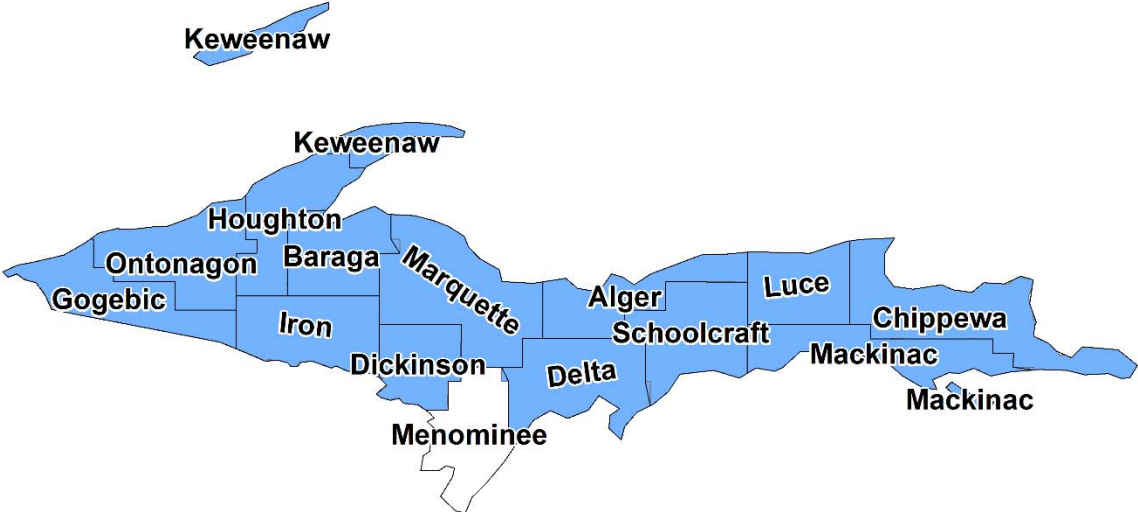 Keweenaw
Keweenaw
Houghton
Ontonagon
Baraga
Marquette
Gogebic
Iron
Alger
Luce
Schoolcraft
Chippewa
Dickinson
Delta
Mackinac
Mackinac
Menominee